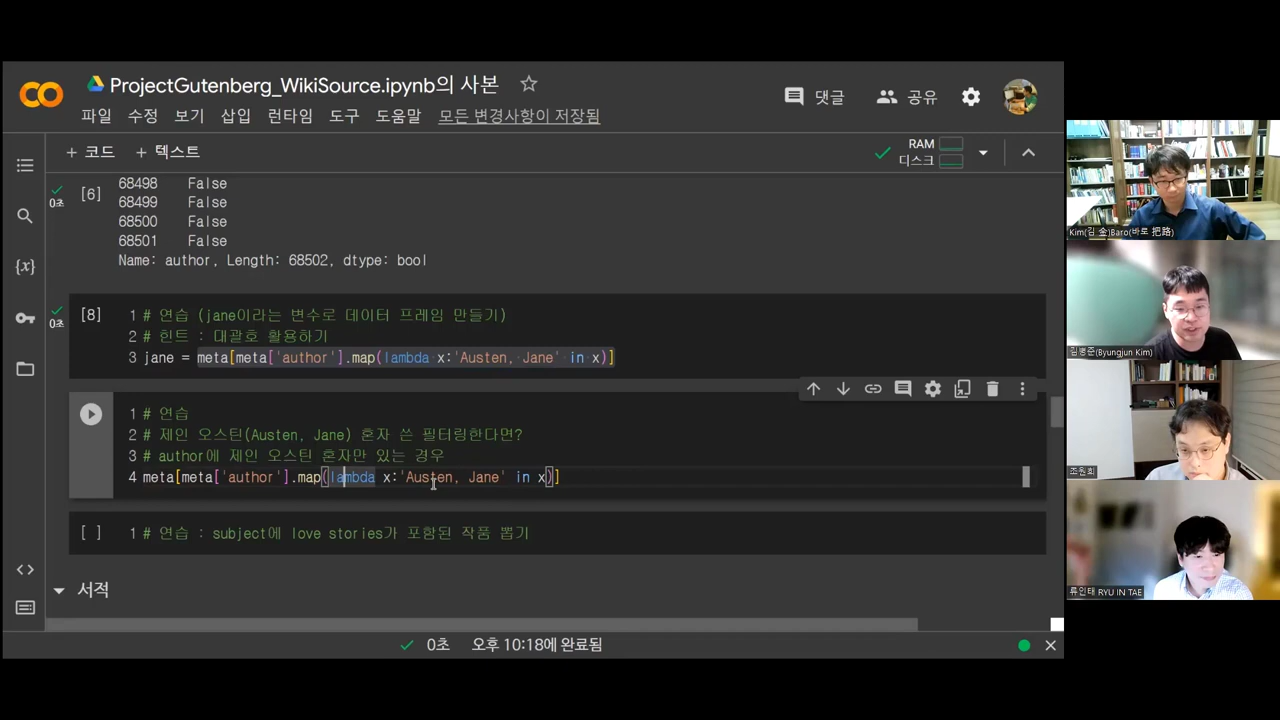 ProjectGutenberg_WikiSource.ipynb의 사본
파일 수정 보기 삽입 런타임 도구 도움말 모든 변경사항이 저장됨
댓글 공유
+ 코드 + 텍스트
RAM
디스크
[6]
0초
68498 False
68499 False
68500 False
68501 False
Name: author, Length: 68502, dtype: bool
[8]
0초
1 # 연습 (jane이라는 변수로 데이터 프레임 만들기)
2 # 힌트 : 대괄호 활용하기
3 jane = meta[meta['author'].map(lambda x:'Austen, Jane' in x)]
1 # 연습
2 # 제인 오스틴(Austen, Jane) 혼자 쓴 필터링한다면?
3 # author에 제인 오스틴 혼자만 있는 경우
4 meta[meta['author'].map(lambda x:'Austen, Jane' in x)]
[ ] 1 # 연습 : subject에 love stories가 포함된 작품 뽑기
서적
0초 오후 10:18에 완료됨
Kim(김 金)Baro(바로 把路)
김병준(Byungjun Kim)
조원희
류인태 RYU IN TAE